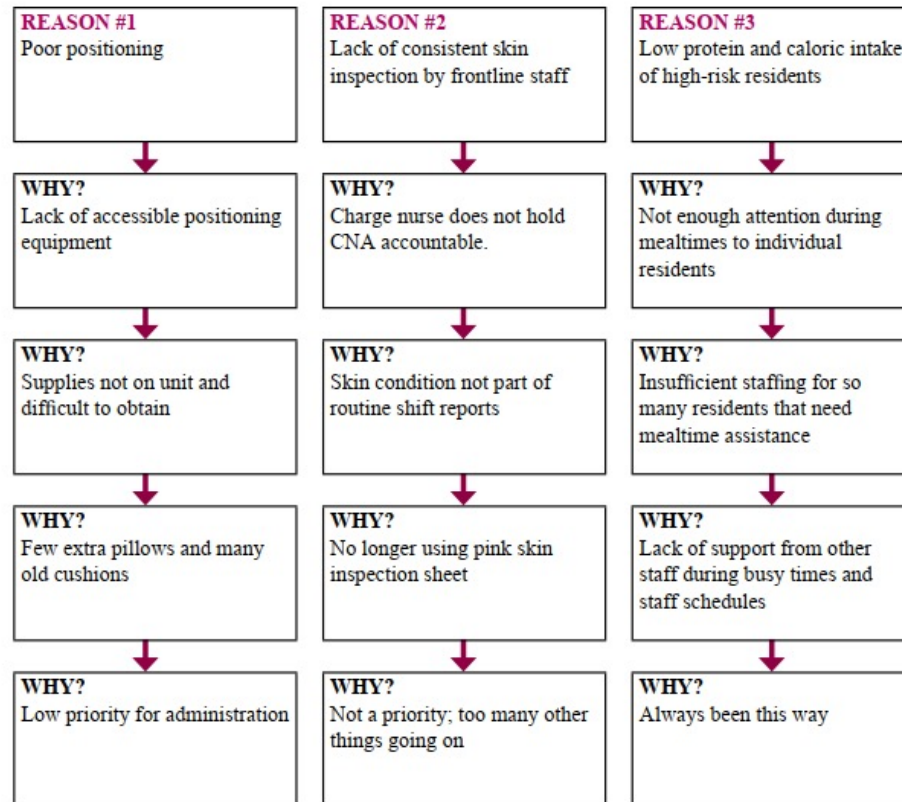 REASON #1
Poor positioning
WHY?
Lack of accessible positioning
equipment
WHY?
Supplies not on unit and
difficult to obtain
WHY?
Few extra pillows and many
old cushions
WHY?
Low priority for administration
REASON #2
Lack of consistent skin
inspection by frontline staff
WHY?
Charge nurse does not hold
CNA accountable.
WHY?
Skin condition not part of
routine shift reports
WHY?
No longer using pink skin
inspection sheet
WHY?
Not a priority; too many other
things going on
REASON #3
Low protein and caloric intake
of high-risk residents
WHY?
Not enough attention during
mealtimes to individual
residents
WHY?
Insufficient staffing for so
many residents that need
mealtime assistance
WHY?
Lack of support from other
staff during busy times and
staff schedules
WHY?
Always been this way